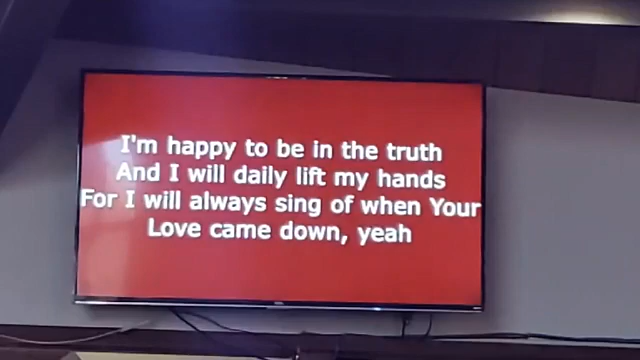 I'm happy to be in the truth
And I will daily lift my hands
For I will always sing of when Your
Love came down, yeah